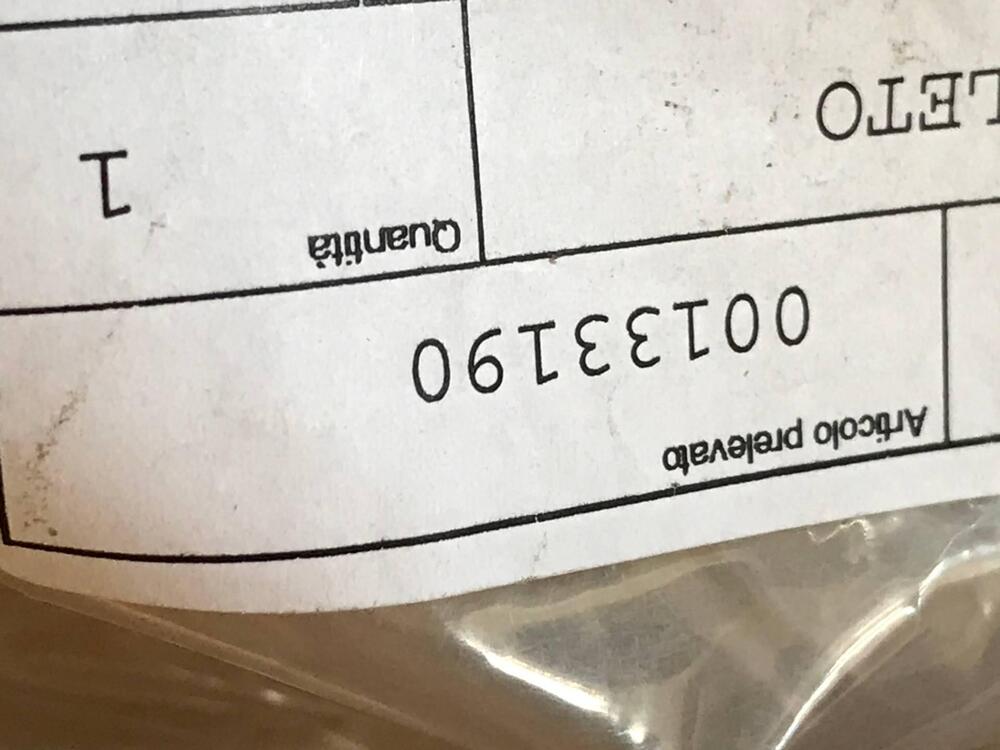 Articolo prelevato
00133190
Quantità
1
LETO